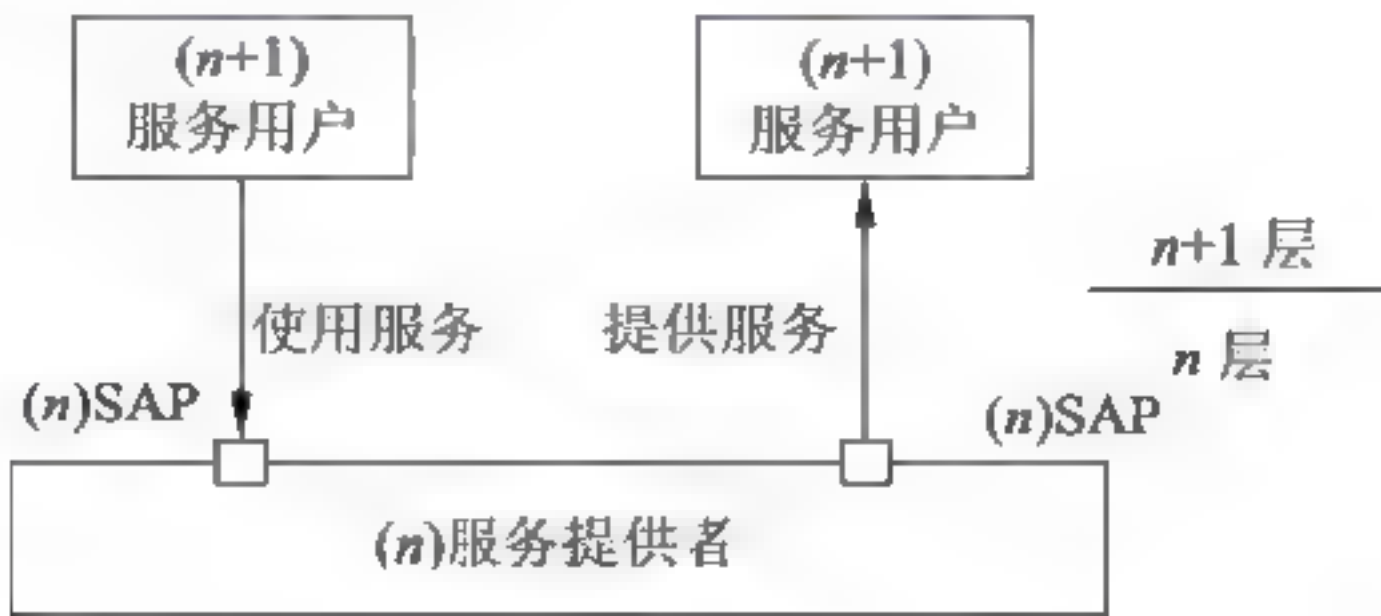 (n+1)
服务用户
(n+1)
服务用户
使用服务
提供服务
n+1 层
n 层
(n)SAP
(n)SAP
(n)服务提供者